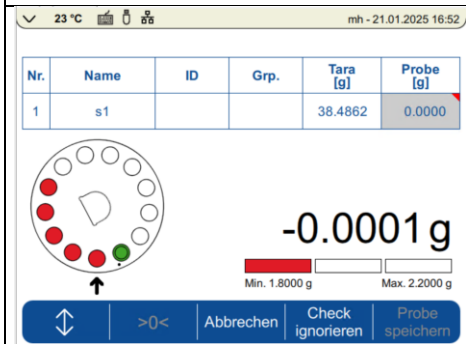 23 °C mh - 21.01.2025 16:52
Nr. Name ID Grp. Tara [g] Probe [g]
1 s1 38.4862 0.0000
-0.0001 g
Min. 1.8000 g Max. 2.2000 g
>0< Abbrechen Check ignorieren Probe speichern